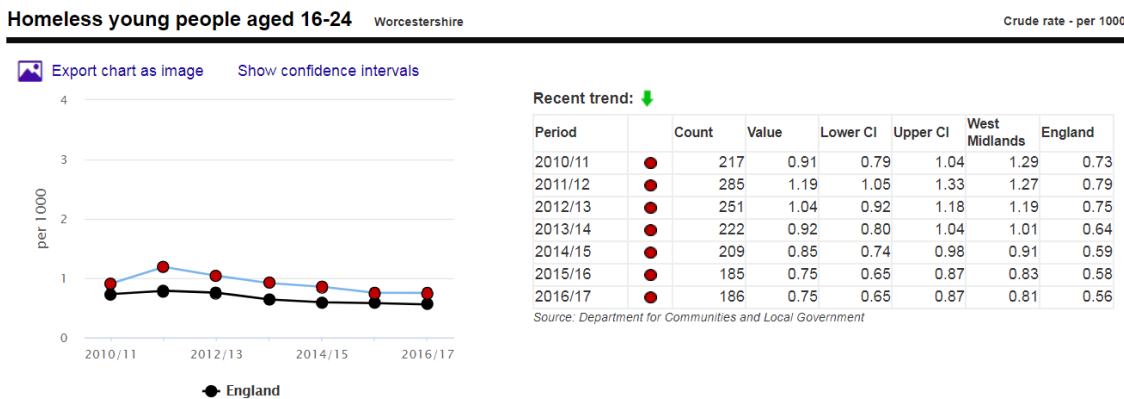 Homeless young people aged 16-24 Worcestershire Crude rate - per 1000
Export chart as image Show confidence intervals
4
3
2
1
0
per 1000
2010/11 2012/13 2014/15 2016/17
England
Recent trend:
Period Count Value Lower CI Upper CI West Midlands England
2010/11 217 0.91 0.79 1.04 1.29 0.73
2011/12 285 1.19 1.05 1.33 1.27 0.79
2012/13 251 1.04 0.92 1.18 1.19 0.75
2013/14 222 0.92 0.80 1.04 1.01 0.64
2014/15 209 0.85 0.74 0.98 0.91 0.59
2015/16 185 0.75 0.65 0.87 0.83 0.58
2016/17 186 0.75 0.65 0.87 0.81 0.56
Source: Department for Communities and Local Government